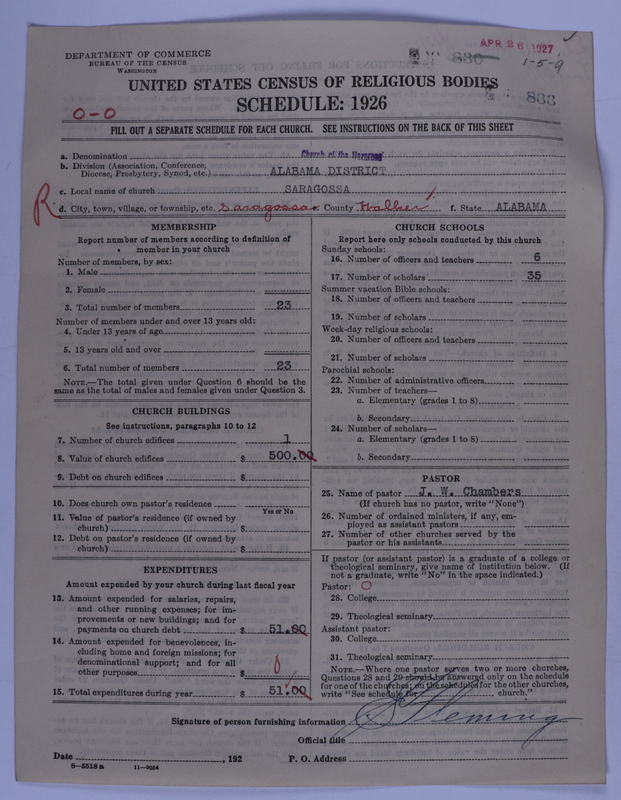 DEPARTMENT OF COMMERCE
BUREAU OF THE CENSUS
WASHINGTON
830
APR 26 1927
1-5-9
UNITED STATES CENSUS OF RELIGIOUS BODIES
SCHEDULE: 1926
833
0-0
FILL OUT A SEPARATE SCHEDULE FOR EACH CHURCH. SEE INSTRUCTIONS ON THE BACK OF THIS SHEET
a. Denomination Church of the Nazarene
b. Division (Association, Conference,
Diocese, Presbytery, Synod, etc.) ALABAMA DISTRICT
c. Local name of church SARAGOSSA
R
d. City, town, village, or township, etc. Saragossa County Walker f. State ALABAMA
MEMBERSHIP
Report number of members according to definition of
member in your church
Number of members, by sex:
1. Male
2. Female
3. Total number of members 23
Number of members under and over 13 years old:
4. Under 13 years of age
5. 13 years old and over
6. Total number of members 23
NOTE.—The total given under Question 6 should be the
same as the total of males and females given under Question 3.
CHURCH BUILDINGS
See instructions, paragraphs 10 to 12
7. Number of church edifices 1
8. Value of church edifices $ 500.00
9. Debt on church edifices $
10. Does church own pastor's residence
Yes or No
11. Value of pastor's residence (if owned by
church) $
12. Debt on pastor's residence (if owned by
church) $
EXPENDITURES
Amount expended by your church during last fiscal year
13. Amount expended for salaries, repairs,
and other running expenses; for im-
provements or new buildings; and for
payments on church debt $ 51.00
14. Amount expended for benevolences, in-
cluding home and foreign missions; for
denominational support; and for all
other purposes $ 0
15. Total expenditures during year $ 51.00
CHURCH SCHOOLS
Report here only schools conducted by this church
Sunday schools:
16. Number of officers and teachers 6
17. Number of scholars 35
Summer vacation Bible schools:
18. Number of officers and teachers
19. Number of scholars
Week-day religious schools:
20. Number of officers and teachers
21. Number of scholars
Parochial schools:
22. Number of administrative officers
23. Number of teachers—
a. Elementary (grades 1 to 8)
b. Secondary
24. Number of scholars—
a. Elementary (grades 1 to 8)
b. Secondary
PASTOR
25. Name of pastor J. W. Chambers
(If church has no pastor, write "None")
26. Number of ordained ministers, if any, em-
ployed as assistant pastors
27. Number of other churches served by the
pastor or his assistants
If pastor (or assistant pastor) is a graduate of a college or
theological seminary, give name of institution below. (If
not a graduate, write "No" in the space indicated.)
Pastor: O
28. College
29. Theological seminary
Assistant pastor:
30. College
31. Theological seminary
NOTE.—Where one pastor serves two or more churches,
Questions 28 and 29 should be answered only on the schedule
for one of the churches; on the schedules for the other churches,
write "See schedule for church."
Signature of person furnishing information Fleming
Official title
Date , 192 P. O. Address
8-5318 a 11-9034